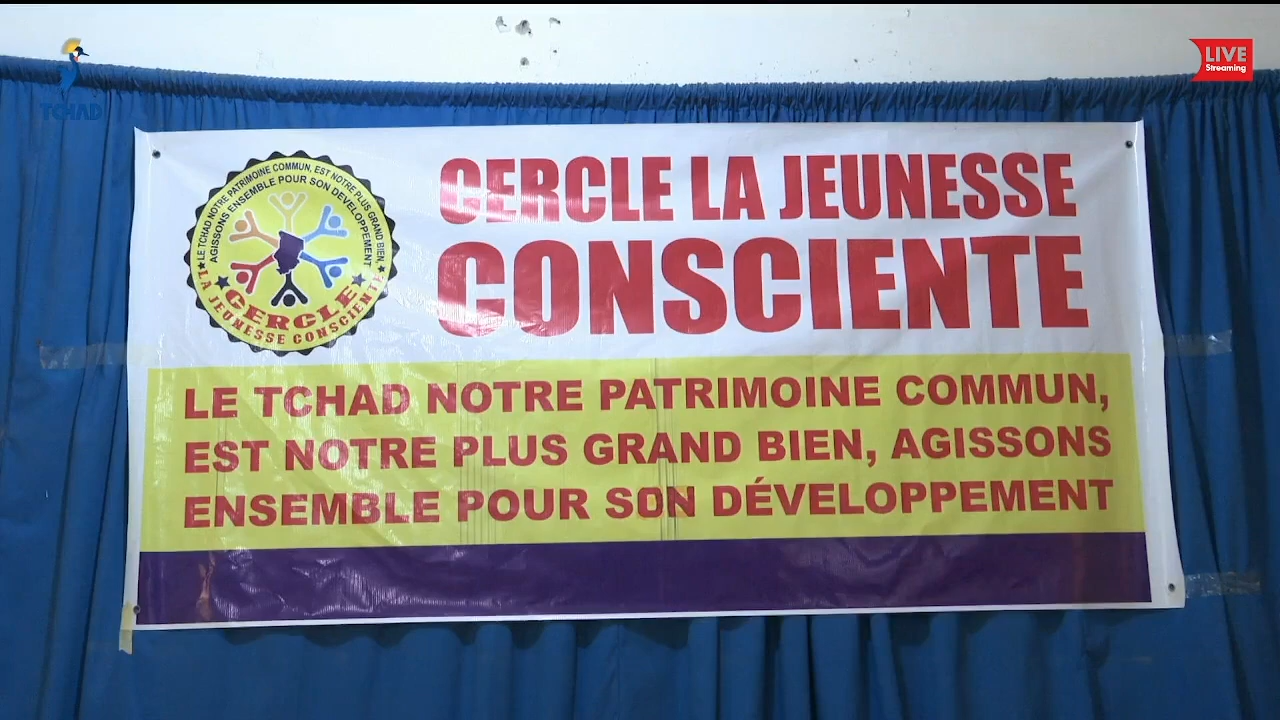 LIVE
Streaming
TCHAD
CERCLE LA JEUNESSE
CONSCIENTE
LE TCHAD NOTRE PATRIMOINE COMMUN, EST NOTRE PLUS GRAND BIEN,
AGISSONS ENSEMBLE POUR SON DEVELOPPEMENT
CERCLE
LA JEUNESSE CONSCIENTE
LE TCHAD NOTRE PATRIMOINE COMMUN,
EST NOTRE PLUS GRAND BIEN, AGISSONS
ENSEMBLE POUR SON DÉVELOPPEMENT